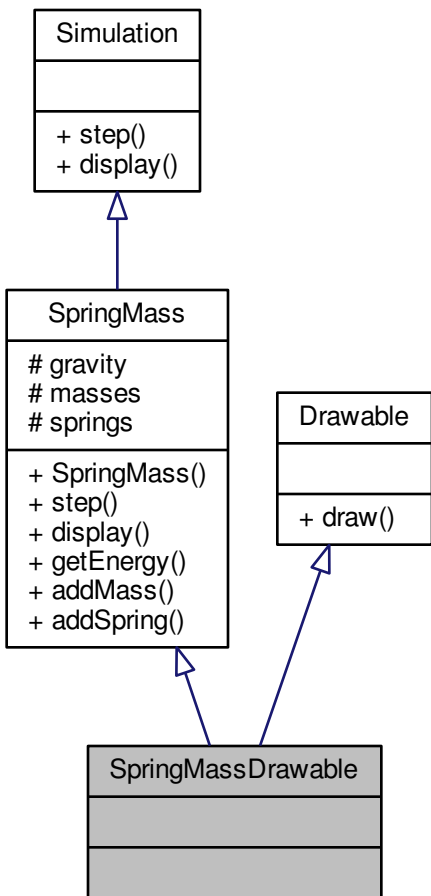 Simulation
+ step()
+ display()
SpringMass
# gravity
# masses
# springs
+ SpringMass()
+ step()
+ display()
+ getEnergy()
+ addMass()
+ addSpring()
Drawable
+ draw()
SpringMassDrawable